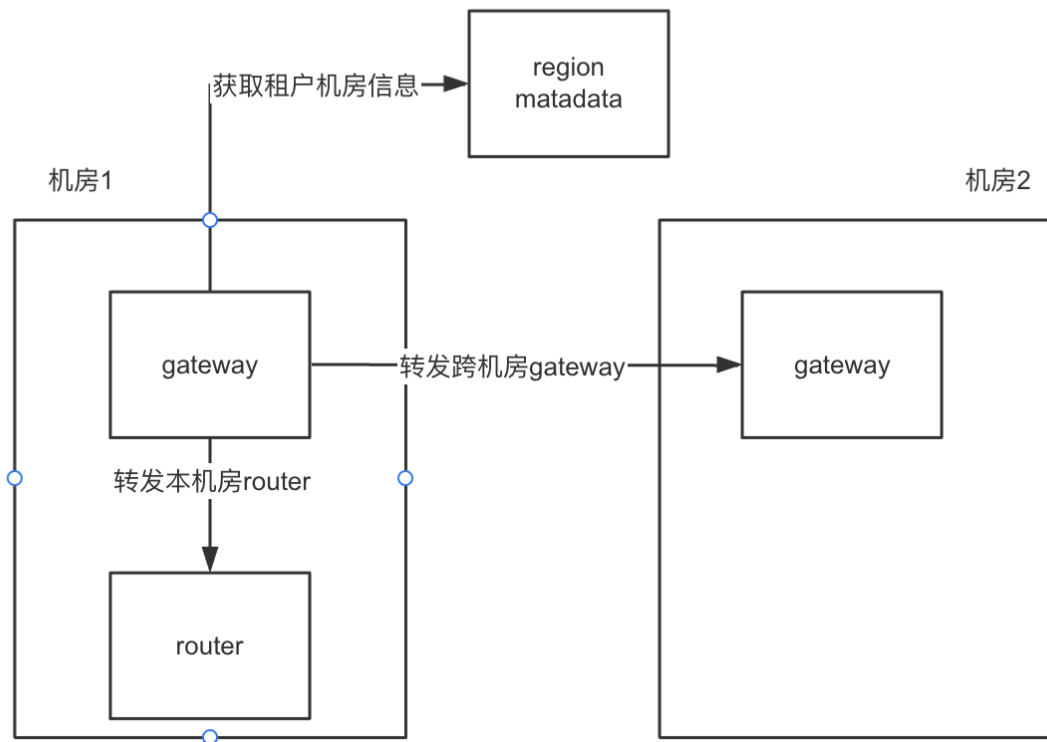 获取租户机房信息
region
matadata
机房1
机房2
gateway
转发跨机房gateway
gateway
转发本机房router
router